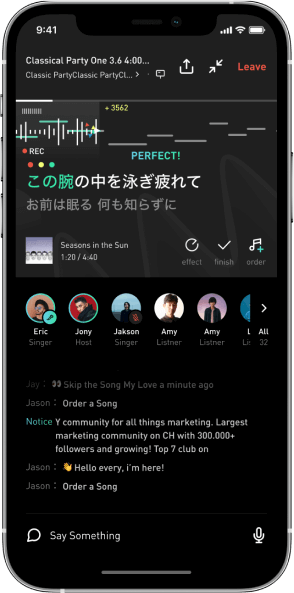 9:41
Classical Party One 3.6 4:00...
Classic PartyClassic PartyCl... >
Leave
+ 3562
REC
PERFECT!
この腕の中を泳ぎ疲れて
お前は眠る 何も知らずに
Seasons in the Sun
1:20 / 4:40
effect
finish
order
Eric
Singer
Jony
Host
Jakson
Singer
Amy
Listner
Amy
Listner
L
Lis
All
32
Jay : 👀 Skip the Song My Love a minute ago
Jason : Order a Song
Notice Y community for all things marketing. Largest
marketing community on CH with 300.000+
followers and growing! Top 7 club on
Jason : 👋 Hello every, i'm here!
Jason : Order a Song
Say Something